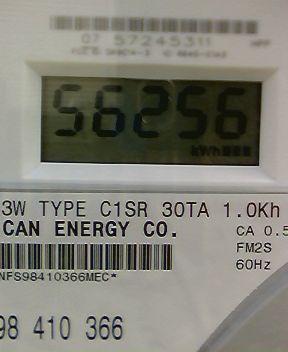 07 57245311
56256
kWh
3W TYPE C1SR 30TA 1.0Kh
CAN ENERGY CO.
CA 0.5
FM2S
60Hz
NFS98410366MEC*
98 410 366